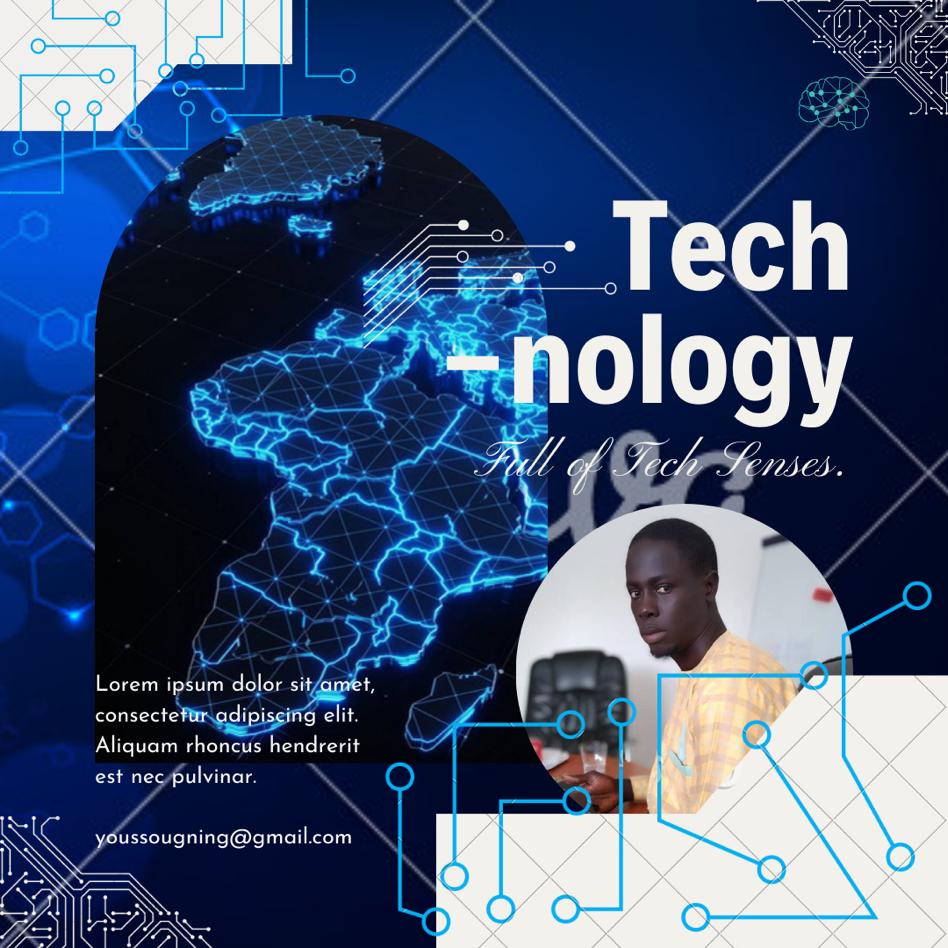 Tech
-nology
Full of Tech Senses.
Lorem ipsum dolor sit amet,
consectetur adipiscing elit.
Aliquam rhoncus hendrerit
est nec pulvinar.
youssougning@gmail.com